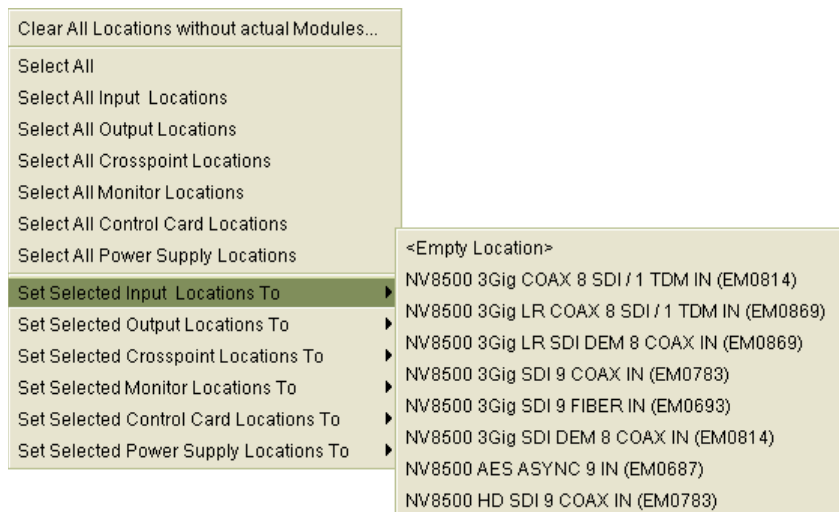 Clear All Locations without actual Modules...
Select All
Select All Input Locations
Select All Output Locations
Select All Crosspoint Locations
Select All Monitor Locations
Select All Control Card Locations
Select All Power Supply Locations
Set Selected Input Locations To
Set Selected Output Locations To
Set Selected Crosspoint Locations To
Set Selected Monitor Locations To
Set Selected Control Card Locations To
Set Selected Power Supply Locations To
<Empty Location>
NV8500 3Gig COAX 8 SDI / 1 TDM IN (EM0814)
NV8500 3Gig LR COAX 8 SDI / 1 TDM IN (EM0869)
NV8500 3Gig LR SDI DEM 8 COAX IN (EM0869)
NV8500 3Gig SDI 9 COAX IN (EM0783)
NV8500 3Gig SDI 9 FIBER IN (EM0693)
NV8500 3Gig SDI DEM 8 COAX IN (EM0814)
NV8500 AES ASYNC 9 IN (EM0687)
NV8500 HD SDI 9 COAX IN (EM0783)